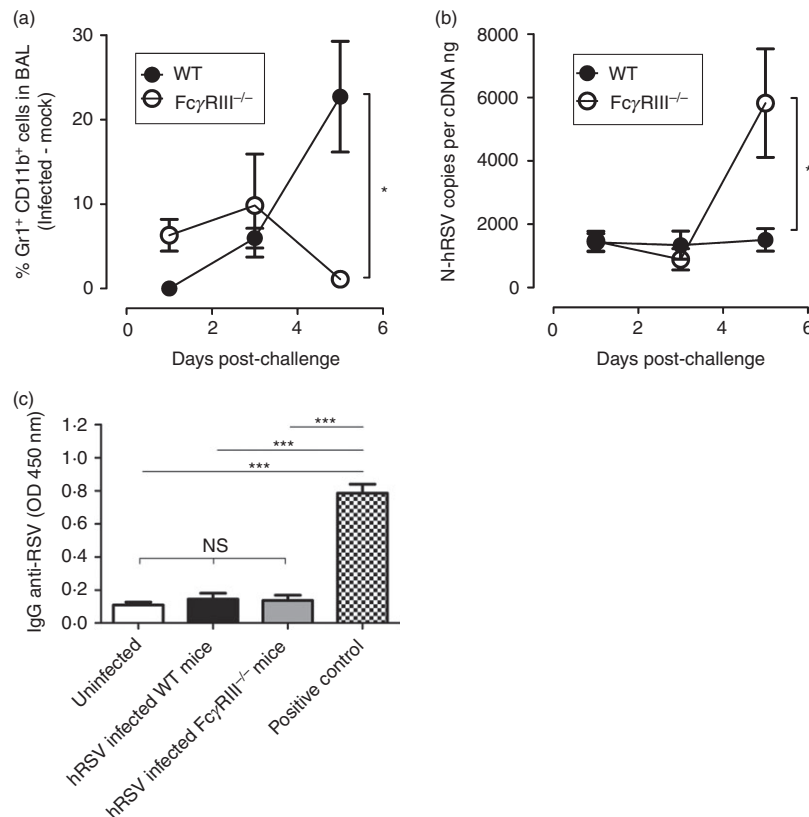 (a)
30
20
10
0
% Gr1⁺ CD11b⁺ cells in BAL
(Infected - mock)
WT
FcγRIII⁻/⁻
*
0 2 4 6
Days post-challenge
(b)
8000
6000
4000
2000
0
N-hRSV copies per cDNA ng
WT
FcγRIII⁻/⁻
*
0 2 4 6
Days post-challenge
(c)
1·2
1·0
0·8
0·6
0·4
0·2
0·0
IgG anti-RSV (OD 450 nm)
***
***
***
NS
Uninfected
hRSV infected WT mice
hRSV infected FcγRIII⁻/⁻ mice
Positive control